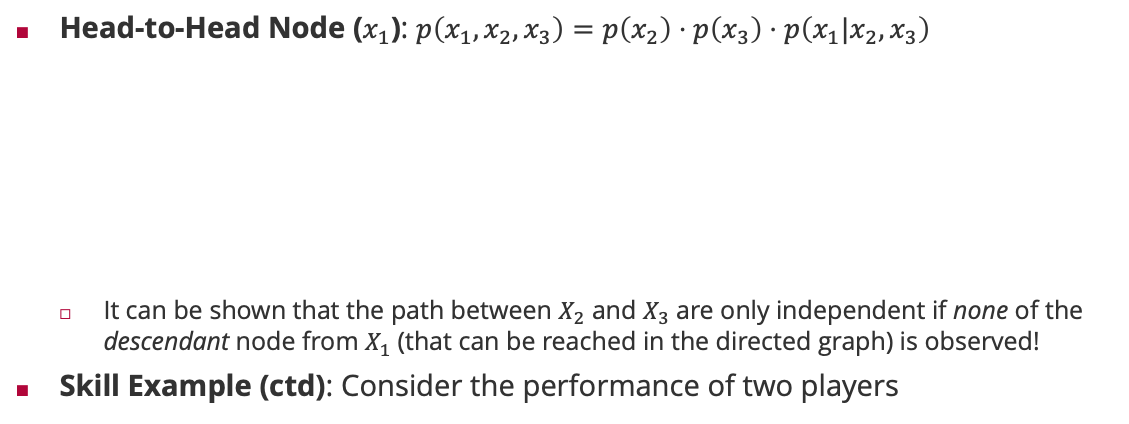 ▪ Head-to-Head Node (𝑥₁): 𝑝(𝑥₁, 𝑥₂, 𝑥₃) = 𝑝(𝑥₂) · 𝑝(𝑥₃) · 𝑝(𝑥₁|𝑥₂, 𝑥₃)
▫ It can be shown that the path between 𝑋₂ and 𝑋₃ are only independent if none of the
descendant node from 𝑋₁ (that can be reached in the directed graph) is observed!
▪ Skill Example (ctd): Consider the performance of two players